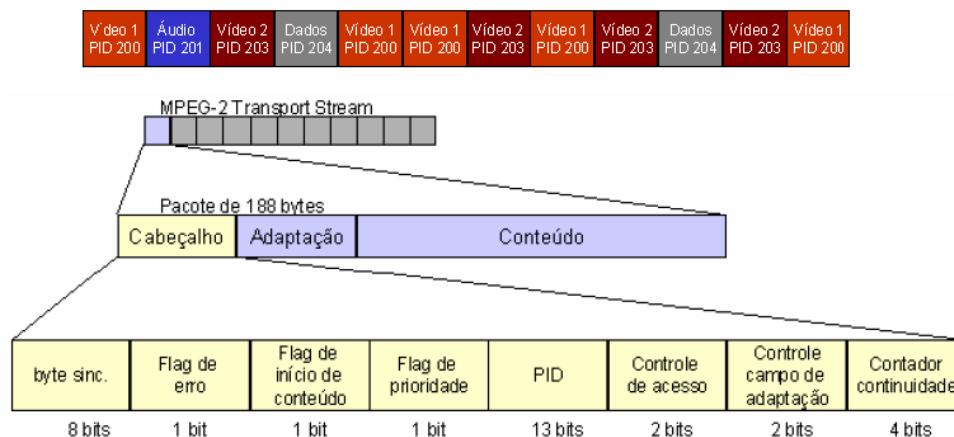 Vídeo 1 Áudio Vídeo 2 Dados Vídeo 1 Vídeo 1 Vídeo 2 Vídeo 1 Vídeo 2 Dados Vídeo 2 Vídeo 1
PID 200 PID 201 PID 203 PID 204 PID 200 PID 200 PID 203 PID 200 PID 203 PID 204 PID 203 PID 200
MPEG-2 Transport Stream
Pacote de 188 bytes
Cabeçalho Adaptação Conteúdo
byte sinc.
Flag de
erro
Flag de
início de
conteúdo
Flag de
prioridade
PID
Controle
de acesso
Controle
campo de
adaptação
Contador
continuidade
8 bits 1 bit 1 bit 1 bit 13 bits 2 bits 2 bits 4 bits